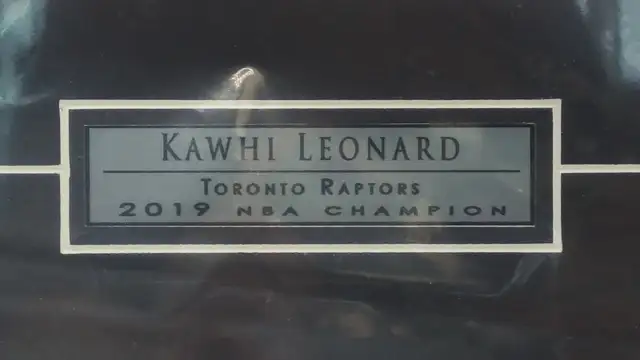 KAWHI LEONARD
TORONTO RAPTORS
2019 NBA CHAMPION